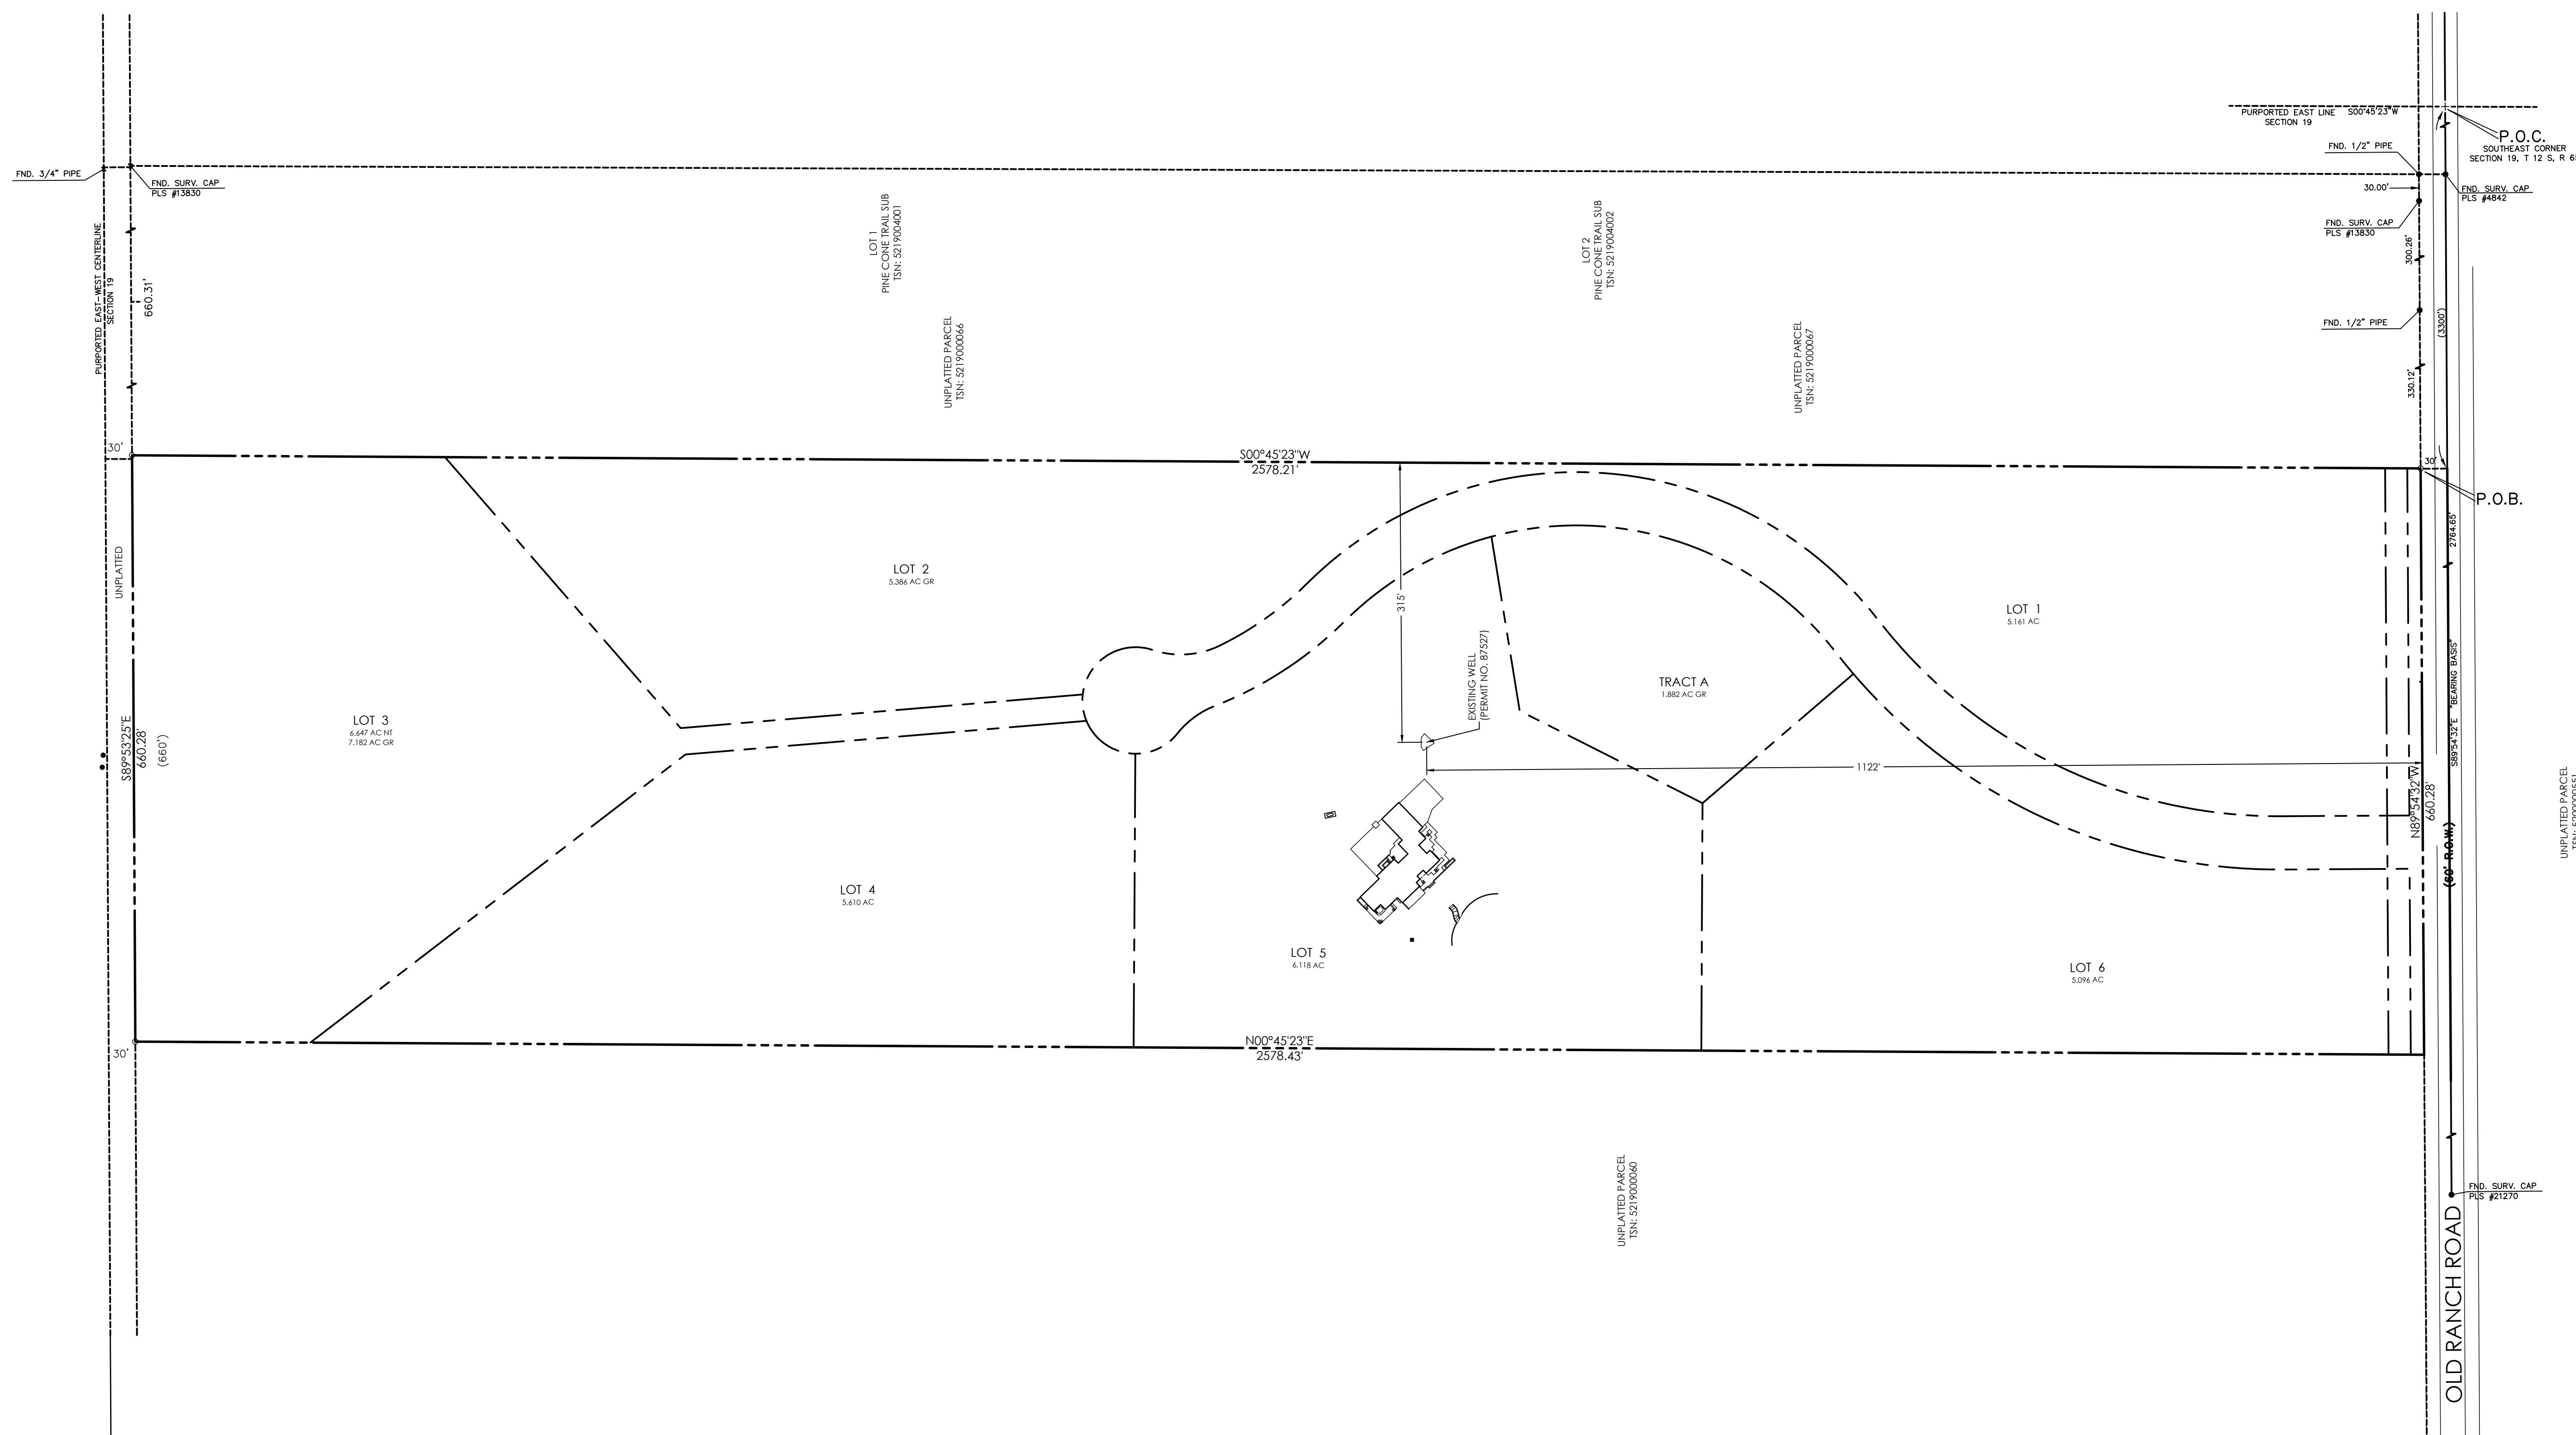 PURPORTED EAST LINE S00°45'23"W
SECTION 19
P.O.C.
SOUTHEAST CORNER
SECTION 19, T 12 S, R 6
FND. 1/2" PIPE
FND. 3/4" PIPE
FND. SURV. CAP
PLS #13830
30.00'
FND. SURV. CAP
PLS #4842
FND. SURV. CAP
PLS #13830
300.26'
FND. 1/2" PIPE
(3300')
330.12'
PURPORTED EAST-WEST CENTERLINE
SECTION 19
660.31'
LOT 1
PINE CONE TRAIL SUB
TSN: 5219004001
LOT 2
PINE CONE TRAIL SUB
TSN: 5219004002
UNPLATTED PARCEL
TSN: 5219000066
UNPLATTED PARCEL
TSN: 5219000067
30'
S00°45'23"W
2578.21'
30'
P.O.B.
2764.65'
UNPLATTED
LOT 2
5.386 AC GR
315'
LOT 1
5.161 AC
EXISTING WELL
(PERMIT NO. 87527)
TRACT A
1.882 AC GR
S89°54'32"E "BEARING BASIS"
LOT 3
6.647 AC NT
7.182 AC GR
S89°53'25"E
660.28'
(660')
1122'
N89°54'32"W
660.28'
(60' R.O.W.)
UNPLATTED PARCEL
LOT 4
5.610 AC
LOT 5
6.118 AC
LOT 6
5.096 AC
30'
N00°45'23"E
2578.43'
UNPLATTED PARCEL
TSN: 5219000060
FND. SURV. CAP
PLS #21270
OLD RANCH ROAD